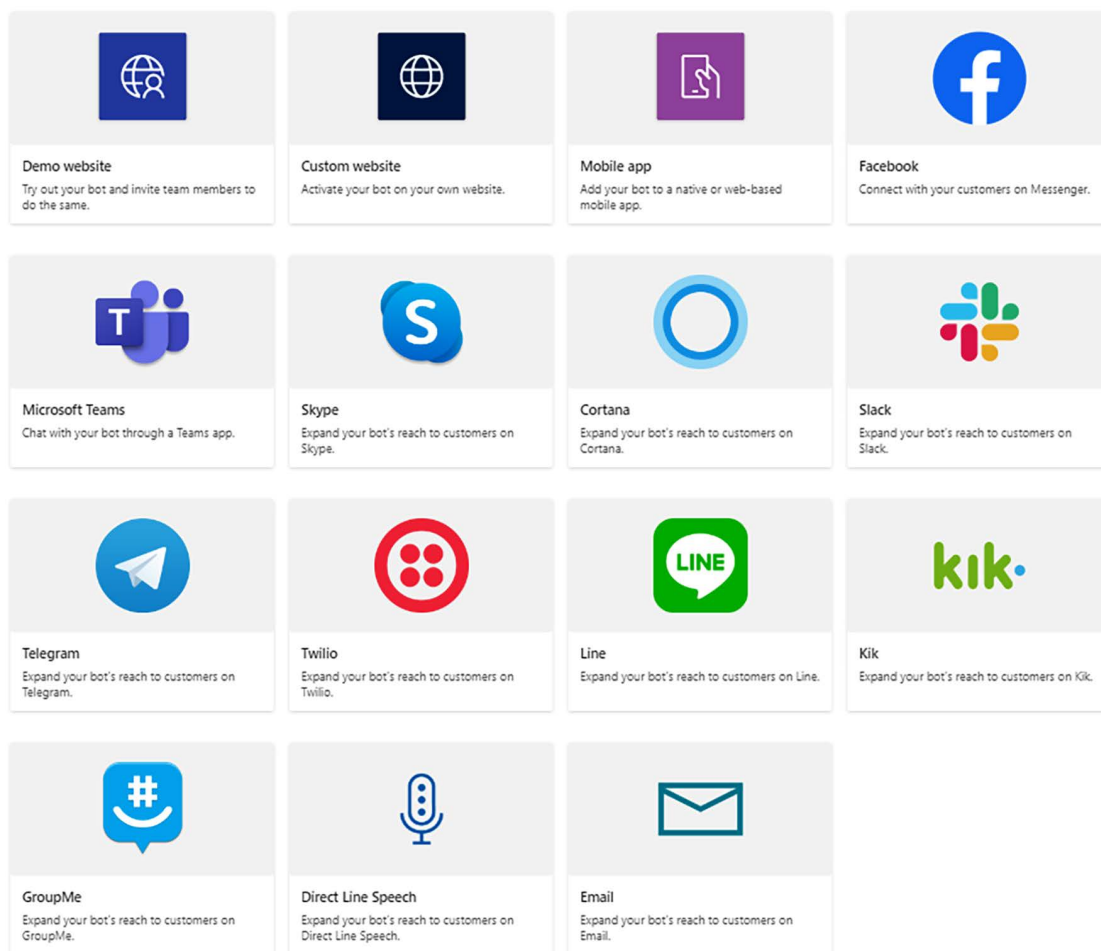 Demo website
Try out your bot and invite team members to
do the same.
Custom website
Activate your bot on your own website.
Mobile app
Add your bot to a native or web-based
mobile app.
Facebook
Connect with your customers on Messenger.
T
Microsoft Teams
Chat with your bot through a Teams app.
S
Skype
Expand your bot's reach to customers on
Skype.
Cortana
Expand your bot's reach to customers on
Cortana.
Slack
Expand your bot's reach to customers on
Slack.
Telegram
Expand your bot's reach to customers on
Telegram.
Twilio
Expand your bot's reach to customers on
Twilio.
LINE
Line
Expand your bot's reach to customers on Line.
kik
Kik
Expand your bot's reach to customers on Kik.
#
GroupMe
Expand your bot's reach to customers on
GroupMe.
Direct Line Speech
Expand your bot's reach to customers on
Direct Line Speech.
Email
Expand your bot's reach to customers on
Email.